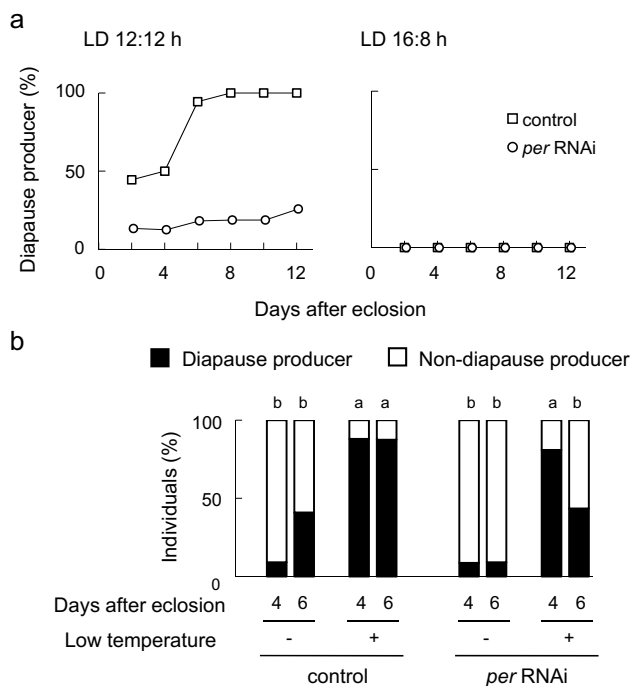 a
LD 12:12 h
LD 16:8 h
Diapause producer (%)
100
50
0
0 4 8 12
0 4 8 12
control
per RNAi
Days after eclosion
b
Diapause producer
Non-diapause producer
b b a a b b a b
Individuals (%)
100
50
0
Days after eclosion 4 6 4 6 4 6 4 6
Low temperature - + - +
control per RNAi